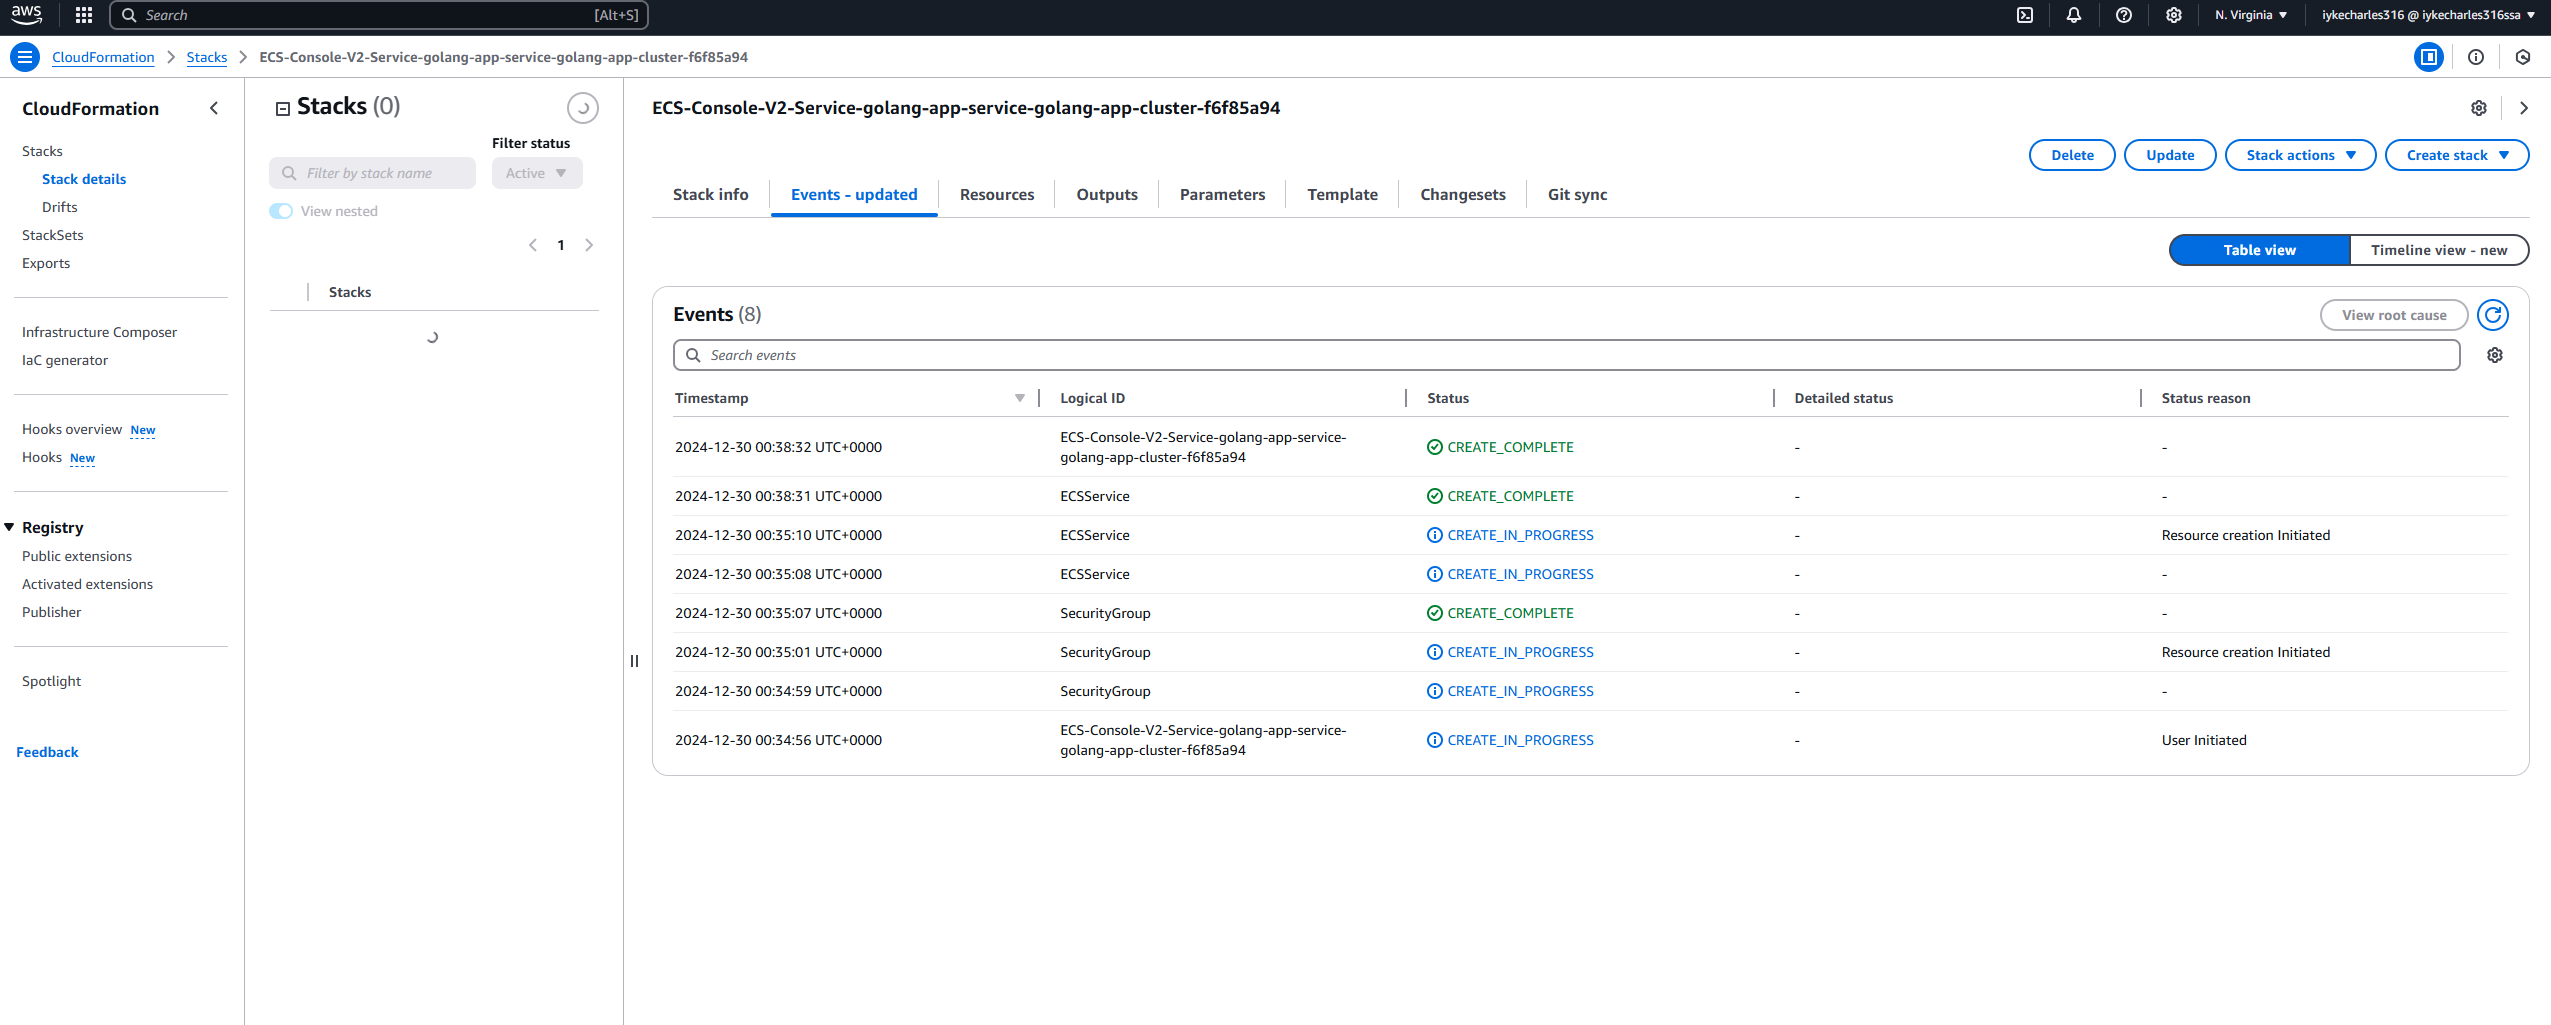 aws
Search
[Alt+S]
N. Virginia
iykecharles316 @ iykecharles316ssa
CloudFormation
Stacks
ECS-Console-V2-Service-golang-app-service-golang-app-cluster-f6f85a94
CloudFormation
Stacks
Stack details
Drifts
StackSets
Exports
Infrastructure Composer
IaC generator
Hooks overview New
Hooks New
Registry
Public extensions
Activated extensions
Publisher
Spotlight
Feedback
Stacks (0)
Filter status
Filter by stack name
Active
View nested
1
Stacks
ECS-Console-V2-Service-golang-app-service-golang-app-cluster-f6f85a94
Delete
Update
Stack actions
Create stack
Stack info
Events - updated
Resources
Outputs
Parameters
Template
Changesets
Git sync
Table view
Timeline view - new
Events (8)
View root cause
Search events
Timestamp
Logical ID
Status
Detailed status
Status reason
2024-12-30 00:38:32 UTC+0000
ECS-Console-V2-Service-golang-app-service-
golang-app-cluster-f6f85a94
CREATE_COMPLETE
-
-
2024-12-30 00:38:31 UTC+0000
ECSService
CREATE_COMPLETE
-
-
2024-12-30 00:35:10 UTC+0000
ECSService
CREATE_IN_PROGRESS
-
Resource creation Initiated
2024-12-30 00:35:08 UTC+0000
ECSService
CREATE_IN_PROGRESS
-
-
2024-12-30 00:35:07 UTC+0000
SecurityGroup
CREATE_COMPLETE
-
-
2024-12-30 00:35:01 UTC+0000
SecurityGroup
CREATE_IN_PROGRESS
-
Resource creation Initiated
2024-12-30 00:34:59 UTC+0000
SecurityGroup
CREATE_IN_PROGRESS
-
-
2024-12-30 00:34:56 UTC+0000
ECS-Console-V2-Service-golang-app-service-
golang-app-cluster-f6f85a94
CREATE_IN_PROGRESS
-
User Initiated